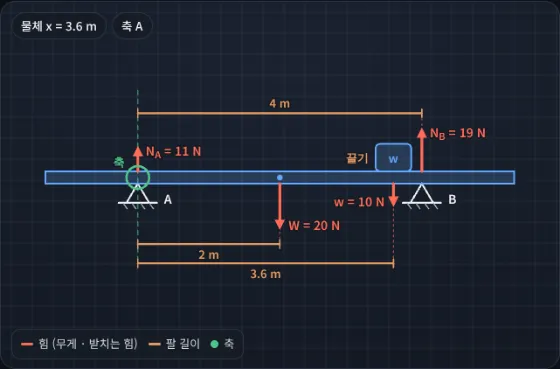 물체 x = 3.6 m
축 A
4 m
N_A = 11 N
N_B = 19 N
축
끌기
w
A
w = 10 N
B
W = 20 N
2 m
3.6 m
힘 (무게 · 받치는 힘)
팔 길이
축